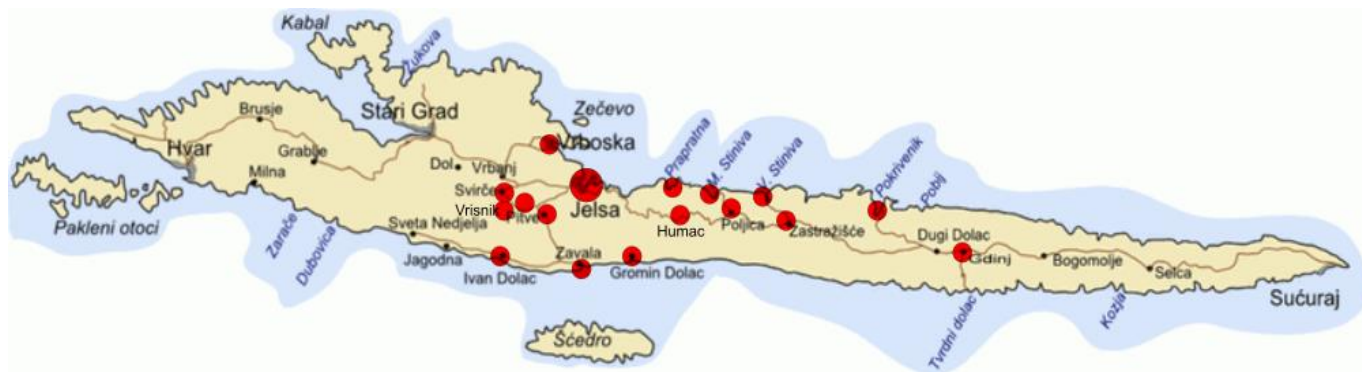 Kabal
Žukova
Brusje
Stari Grad
Zečevo
Hvar
Grablje
Vrboska
Prapratna
M. Stiniva
V. Stiniva
Pokrivenik
Pobij
Milna
Dol
Vrbanj
Svirče
Jelsa
Pakleni otoci
Vrisnik
Pitve
Humac
Poljica
Zastražišće
Zarače
Dubovica
Sveta Nedjelja
Jagodna
Ivan Dolac
Zavala
Gromin Dolac
Dugi Dolac
Gdinj
Bogomolje
Selca
Sućuraj
Tvrdni dolac
Kozja
Šćedro